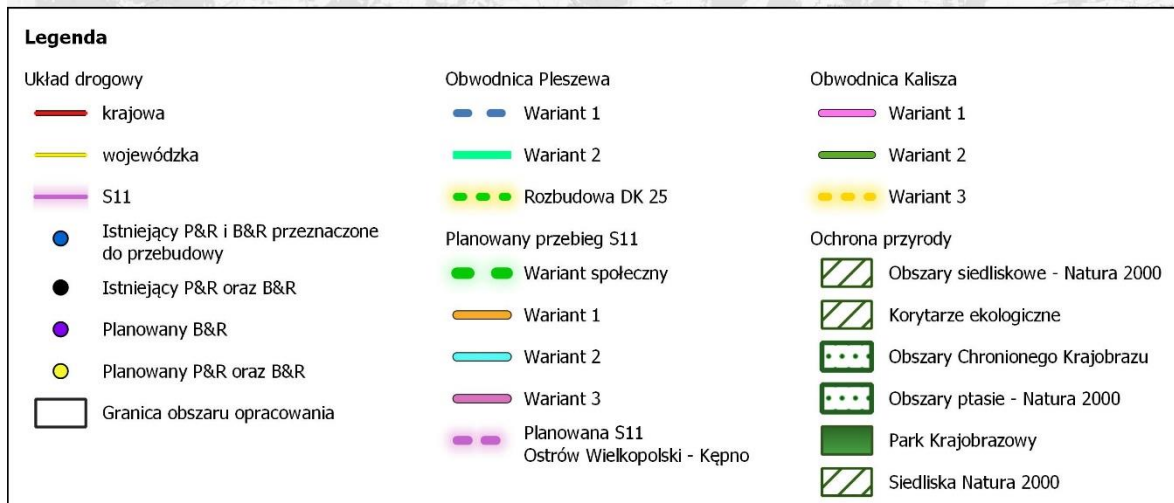 Legenda
Układ drogowy
krajowa
wojewódzka
S11
Istniejący P&R i B&R przeznaczone
do przebudowy
Istniejący P&R oraz B&R
Planowany B&R
Planowany P&R oraz B&R
Granica obszaru opracowania
Obwodnica Pleszewa
Wariant 1
Wariant 2
Rozbudowa DK 25
Planowany przebieg S11
Wariant społeczny
Wariant 1
Wariant 2
Wariant 3
Planowana S11
Ostrów Wielkopolski - Kępno
Obwodnica Kalisza
Wariant 1
Wariant 2
Wariant 3
Ochrona przyrody
Obszary siedliskowe - Natura 2000
Korytarze ekologiczne
Obszary Chronionego Krajobrazu
Obszary ptasie - Natura 2000
Park Krajobrazowy
Siedliska Natura 2000